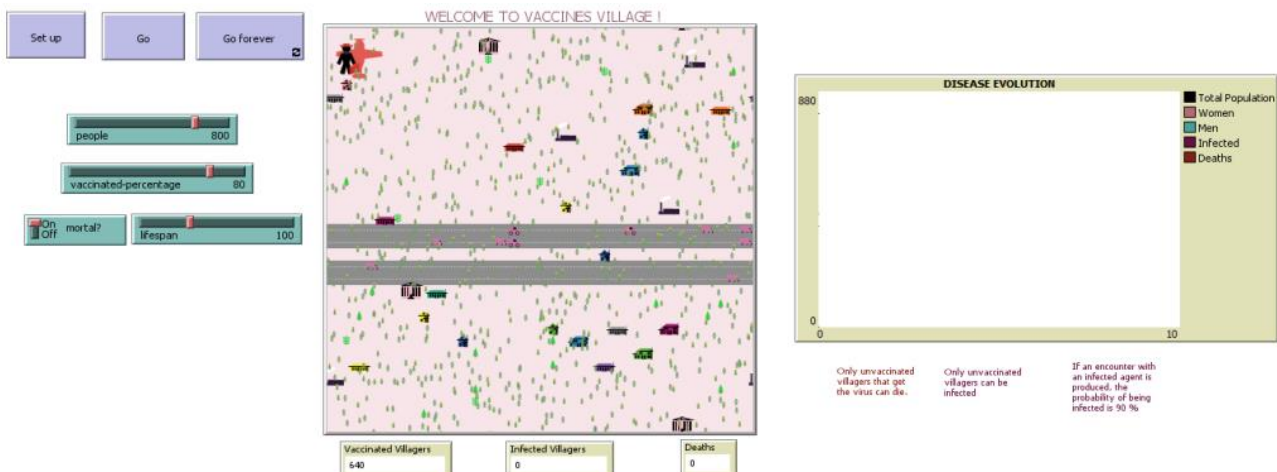 WELCOME TO VACCINES VILLAGE !
Set up
Go
Go forever
people 800
vaccinated-percentage 80
On
Off
mortal?
lifespan 100
DISEASE EVOLUTION
880
0
0 10
Total Population
Women
Men
Infected
Deaths
Only unvaccinated
villagers that get
the virus can die.
Only unvaccinated
villagers can be
infected
If an encounter with
an infected agent is
produced, the
probability of being
infected is 90 %
Vaccinated Villagers
640
Infected Villagers
0
Deaths
0